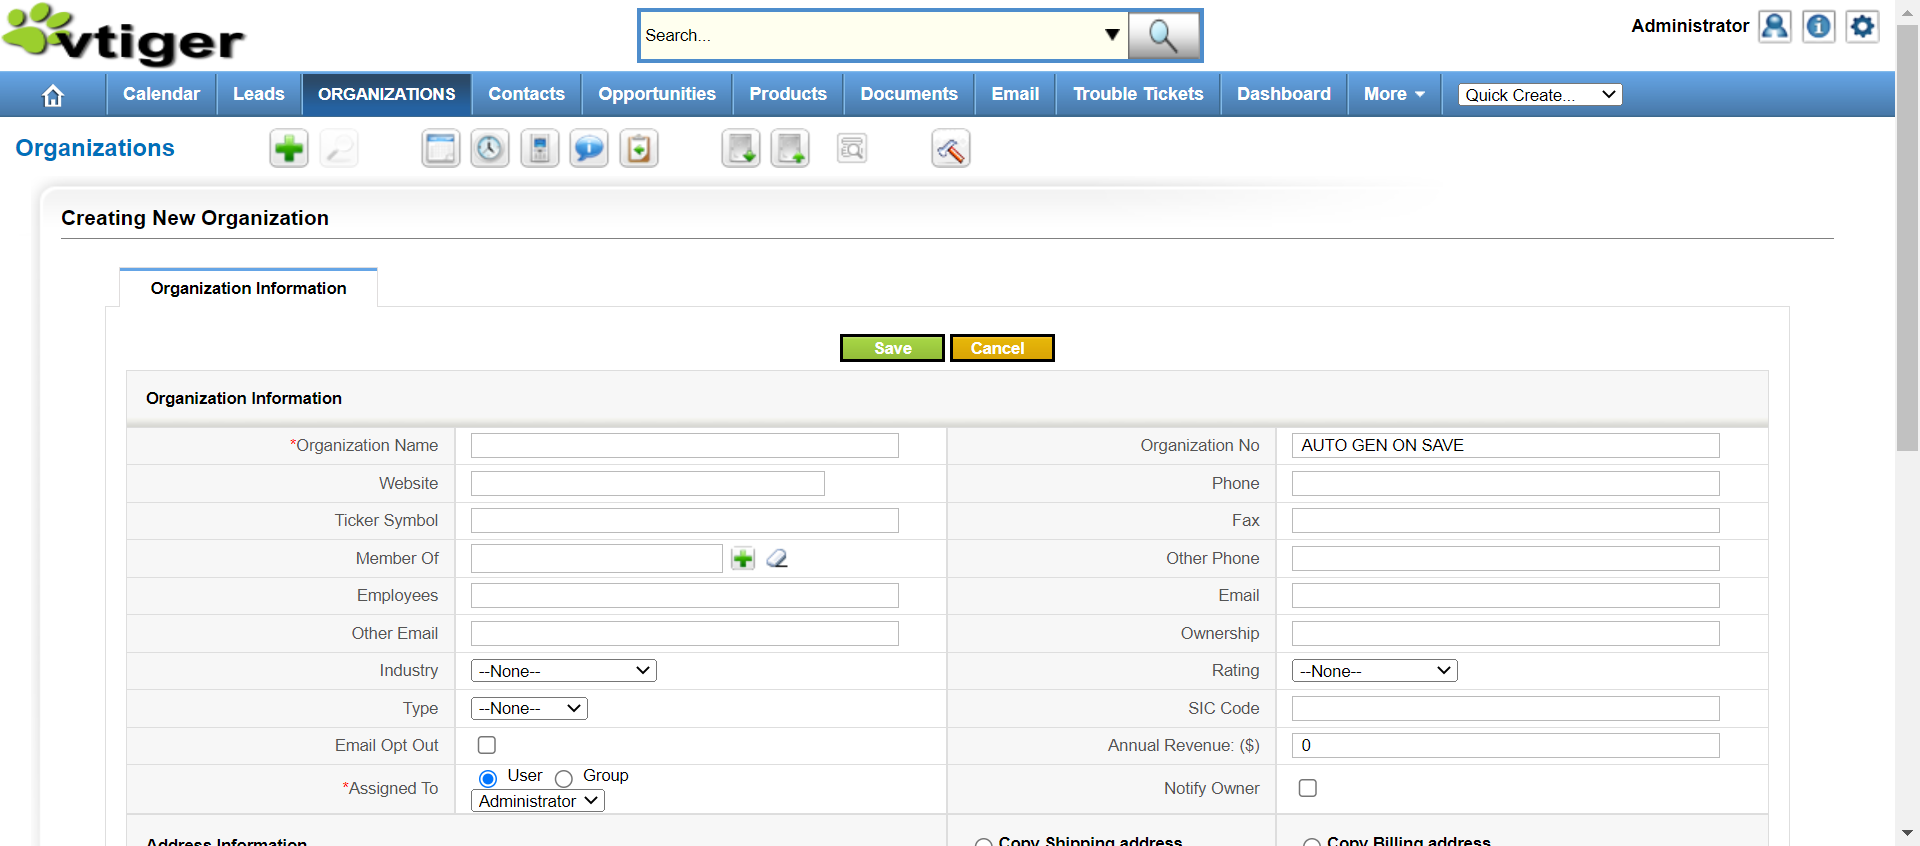 vtiger
Search...
Administrator
Calendar Leads ORGANIZATIONS Contacts Opportunities Products Documents Email Trouble Tickets Dashboard More Quick Create...
Organizations
Creating New Organization
Organization Information
Save Cancel
Organization Information
*Organization Name Organization No AUTO GEN ON SAVE
Website Phone
Ticker Symbol Fax
Member Of Other Phone
Employees Email
Other Email Ownership
Industry --None-- Rating --None--
Type --None-- SIC Code
Email Opt Out Annual Revenue: ($) 0
*Assigned To User Group Notify Owner
Administrator
Address Information Copy Shipping address Copy Billing address